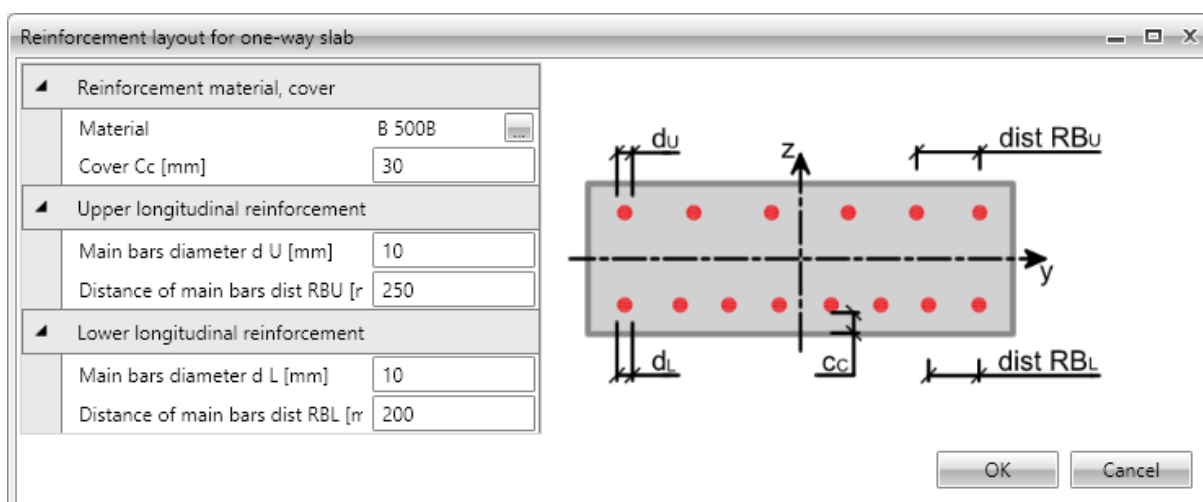 Reinforcement layout for one-way slab
Reinforcement material, cover
Material B 500B ...
Cover Cc [mm] 30
Upper longitudinal reinforcement
Main bars diameter d U [mm] 10
Distance of main bars dist RBU [r 250
Lower longitudinal reinforcement
Main bars diameter d L [mm] 10
Distance of main bars dist RBL [m 200
dU z dist RBU
y
dL cC dist RBL
OK Cancel